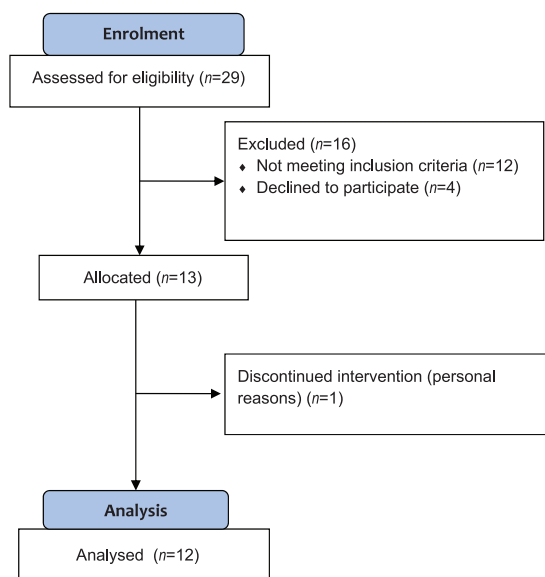 Enrolment
Assessed for eligibility (n=29)
Excluded (n=16)
♦ Not meeting inclusion criteria (n=12)
♦ Declined to participate (n=4)
Allocated (n=13)
Discontinued intervention (personal
reasons) (n=1)
Analysis
Analysed (n=12)